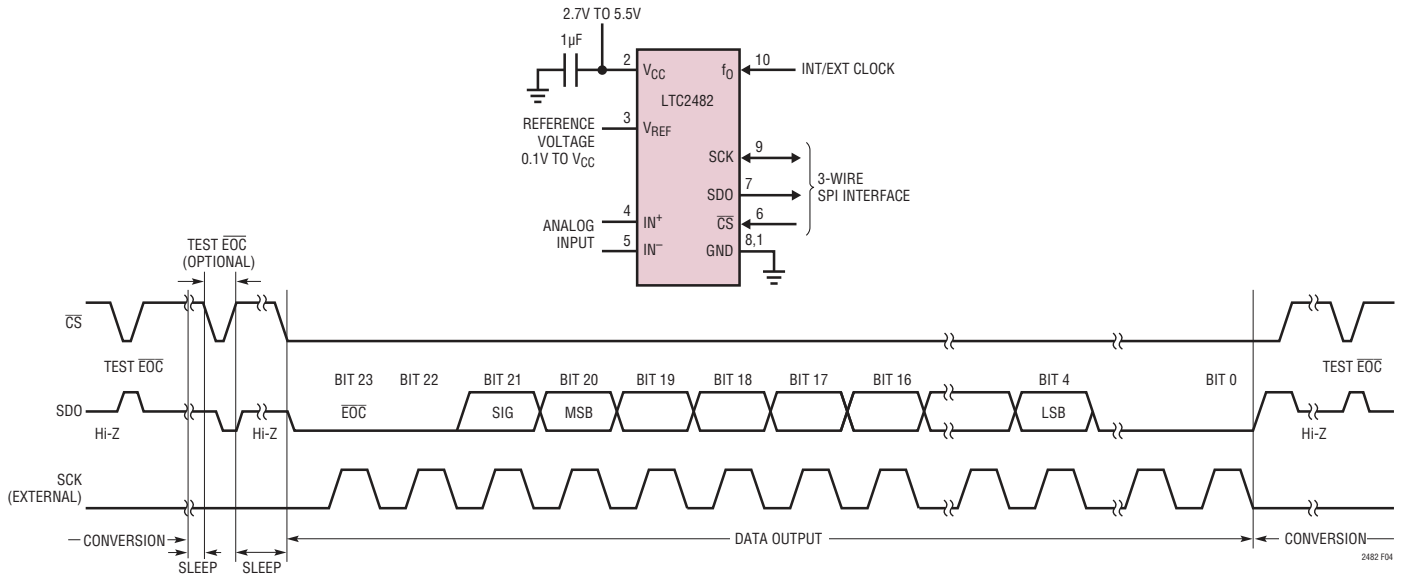 2.7V TO 5.5V
1µF
2
VCC
fO
10
INT/EXT CLOCK
LTC2482
REFERENCE
VOLTAGE
0.1V TO VCC
3
VREF
SCK
9
SDO
7
3-WIRE
SPI INTERFACE
CS
6
ANALOG
INPUT
4
IN+
5
IN–
GND
8,1
TEST EOC
(OPTIONAL)
CS
TEST EOC
TEST EOC
BIT 23
BIT 22
BIT 21
BIT 20
BIT 19
BIT 18
BIT 17
BIT 16
BIT 4
BIT 0
SDO
EOC
SIG
MSB
LSB
Hi-Z
Hi-Z
Hi-Z
SCK
(EXTERNAL)
CONVERSION
DATA OUTPUT
CONVERSION
SLEEP
SLEEP
2482 F04